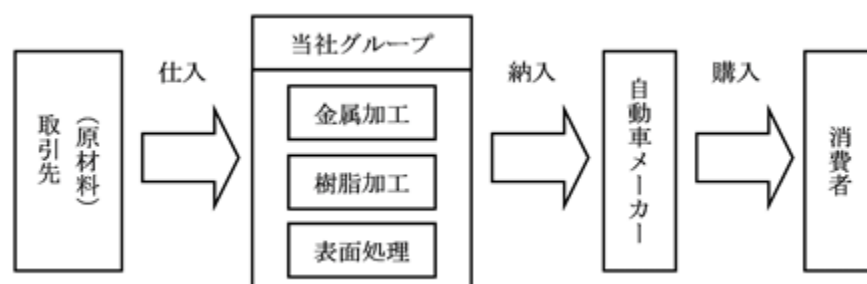 取引先
（原材料）
仕入
当社グループ
金属加工
樹脂加工
表面処理
納入
自動車メーカー
購入
消費者